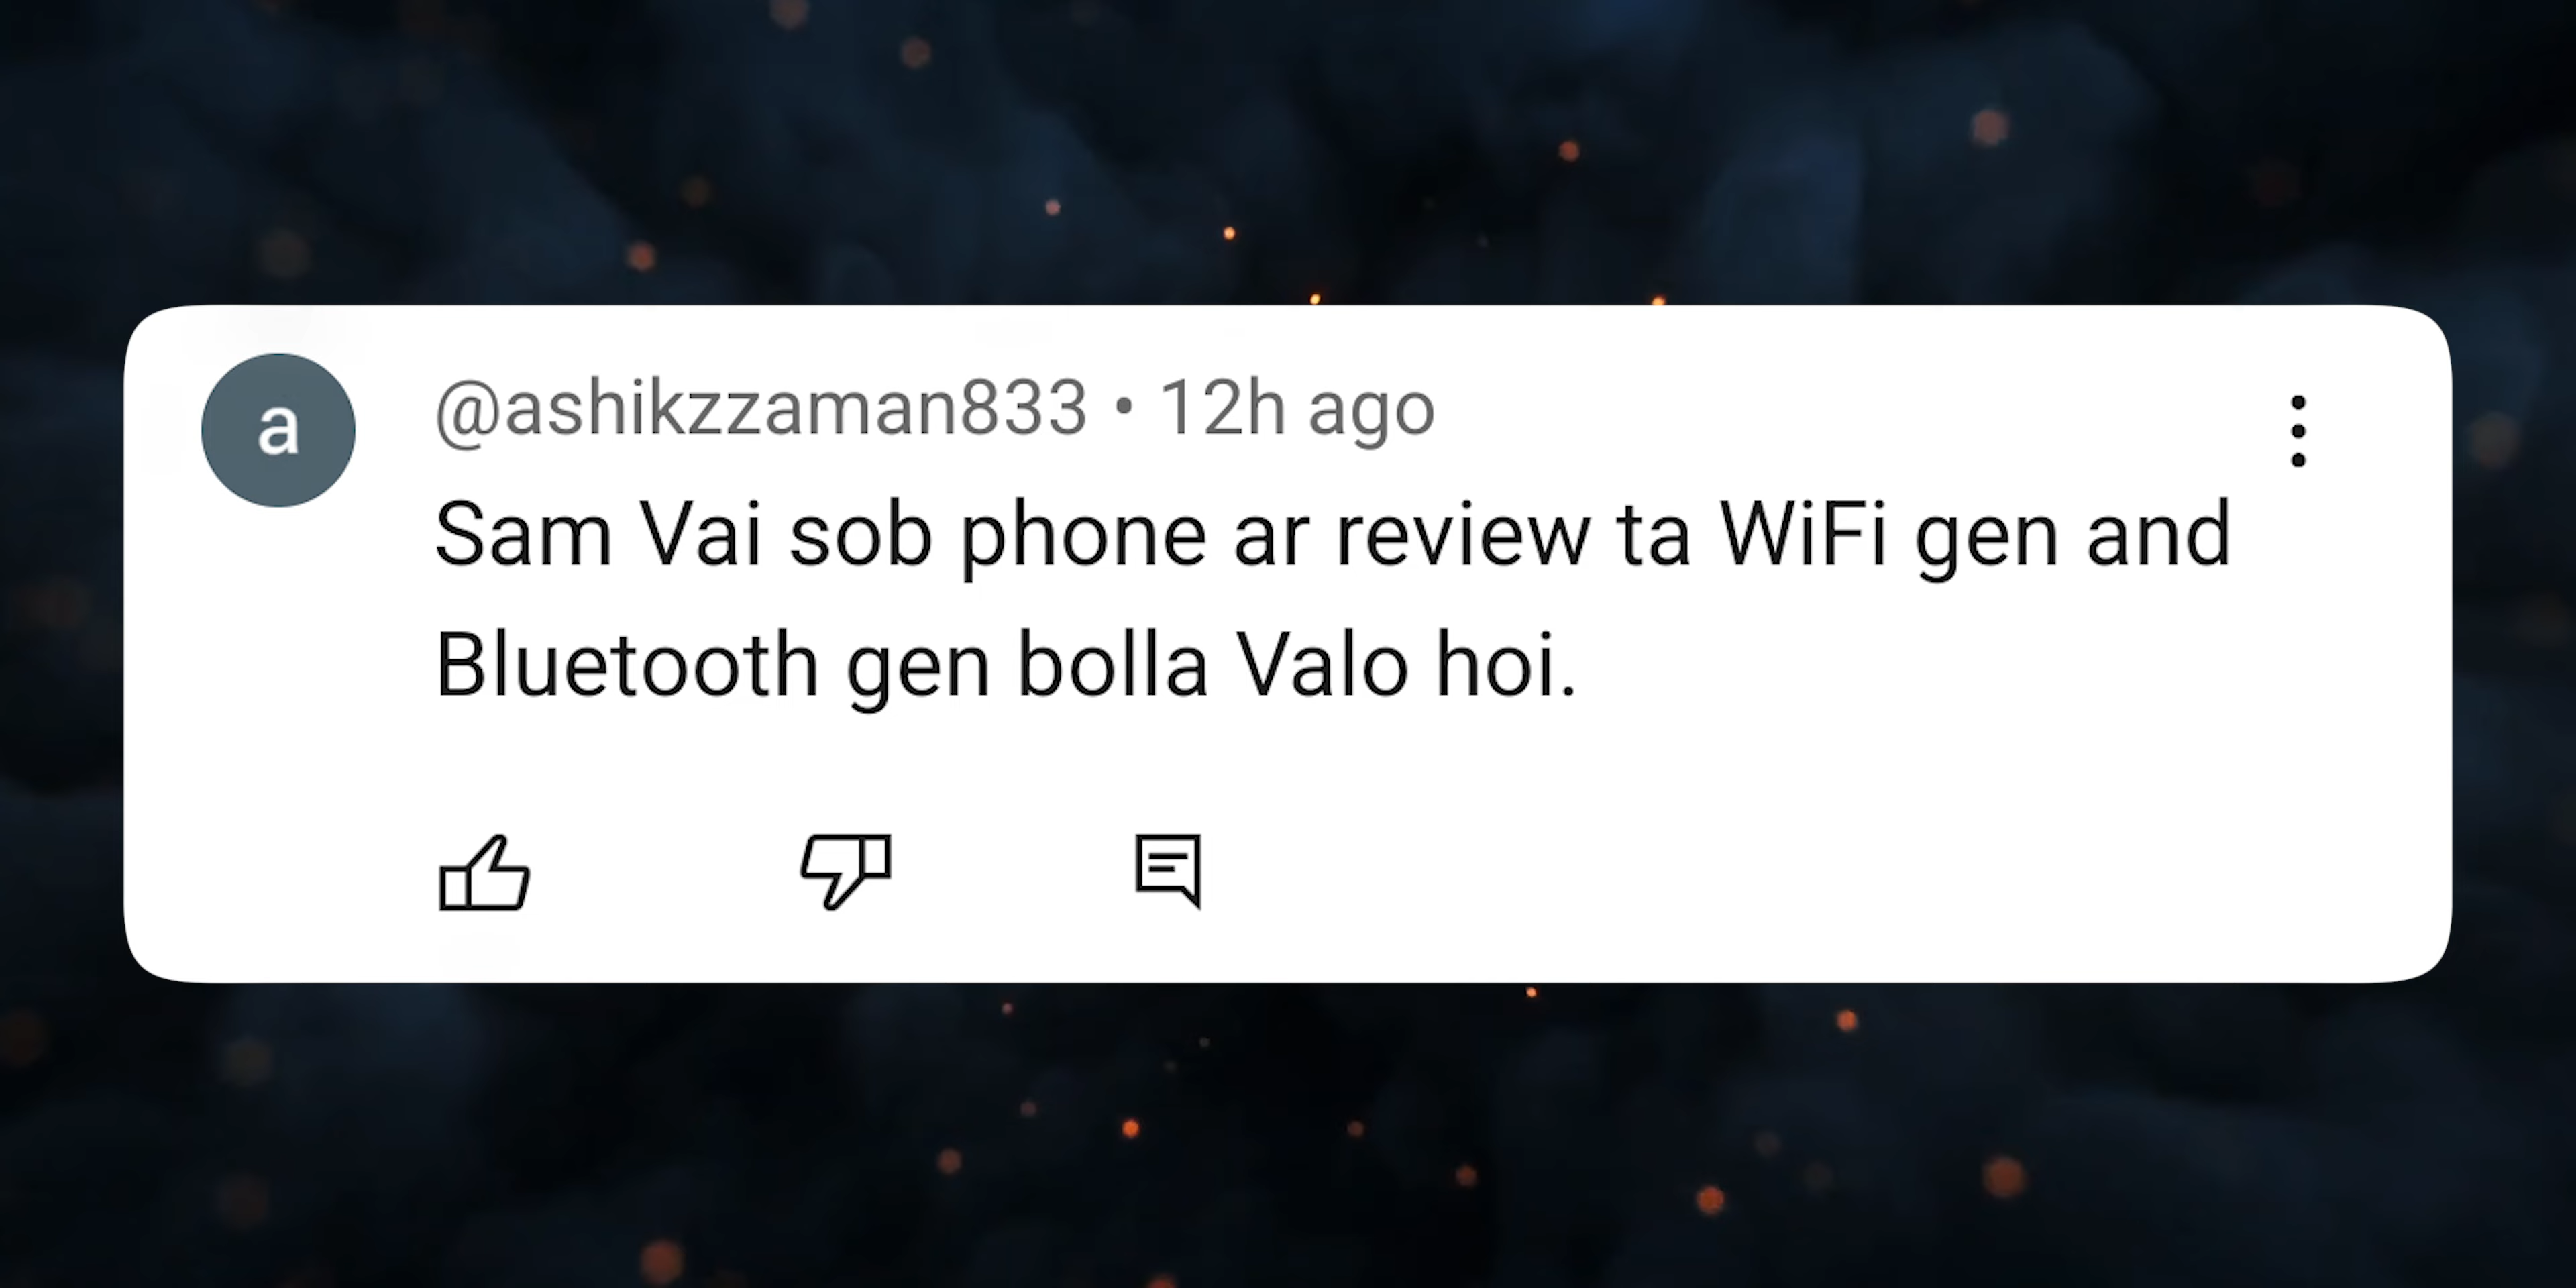 a
@ashikzzaman833 • 12h ago
Sam Vai sob phone ar review ta WiFi gen and
Bluetooth gen bolla Valo hoi.